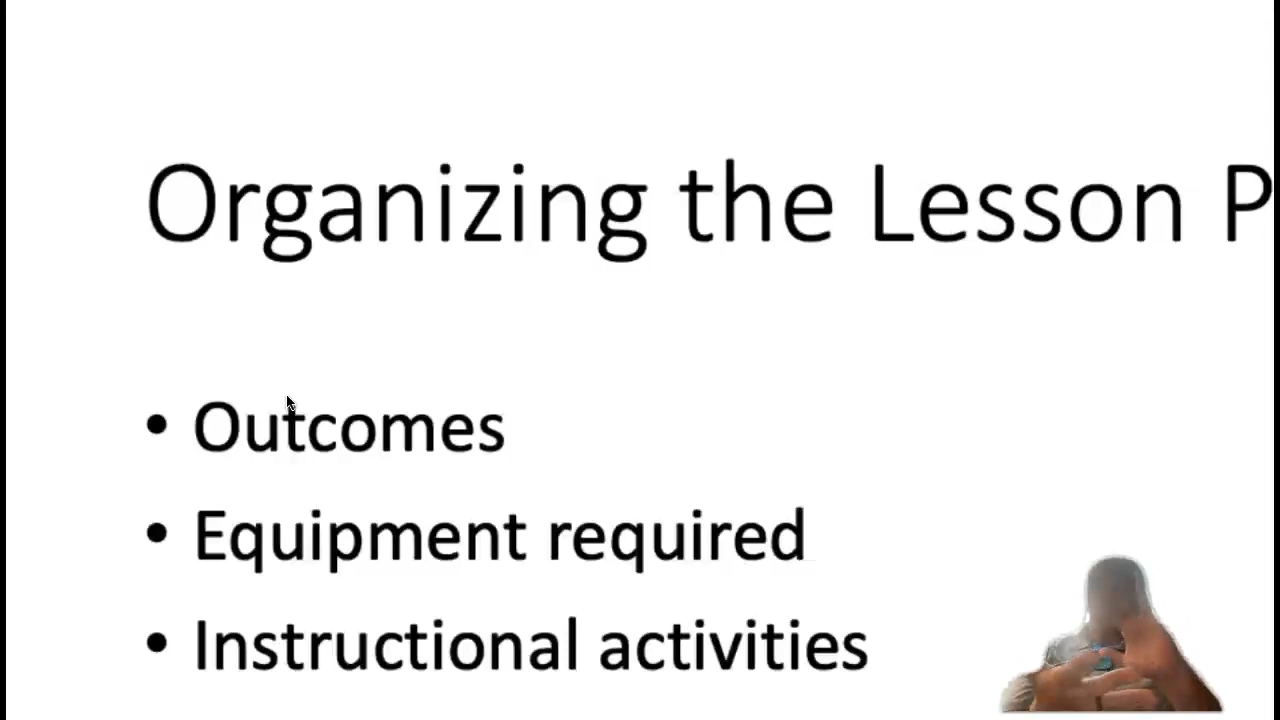 Organizing the Lesson P
• Outcomes
• Equipment required
• Instructional activities